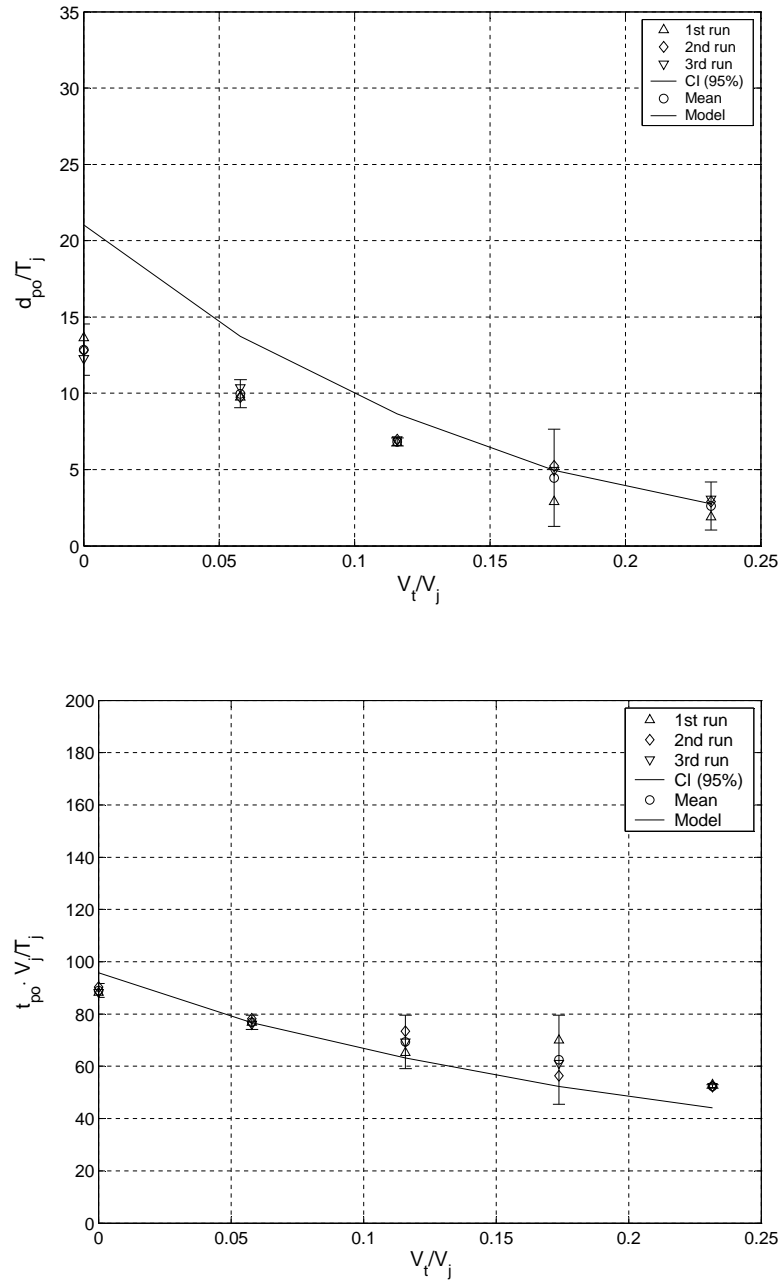 35
30
25
20
15
10
5
0
d_po/T_j
0
0.05
0.1
0.15
0.2
0.25
V_t/V_j
1st run
2nd run
3rd run
CI (95%)
Mean
Model
200
180
160
140
120
100
80
60
40
20
0
t_po · V_j/T_j
0
0.05
0.1
0.15
0.2
0.25
V_t/V_j
1st run
2nd run
3rd run
CI (95%)
Mean
Model